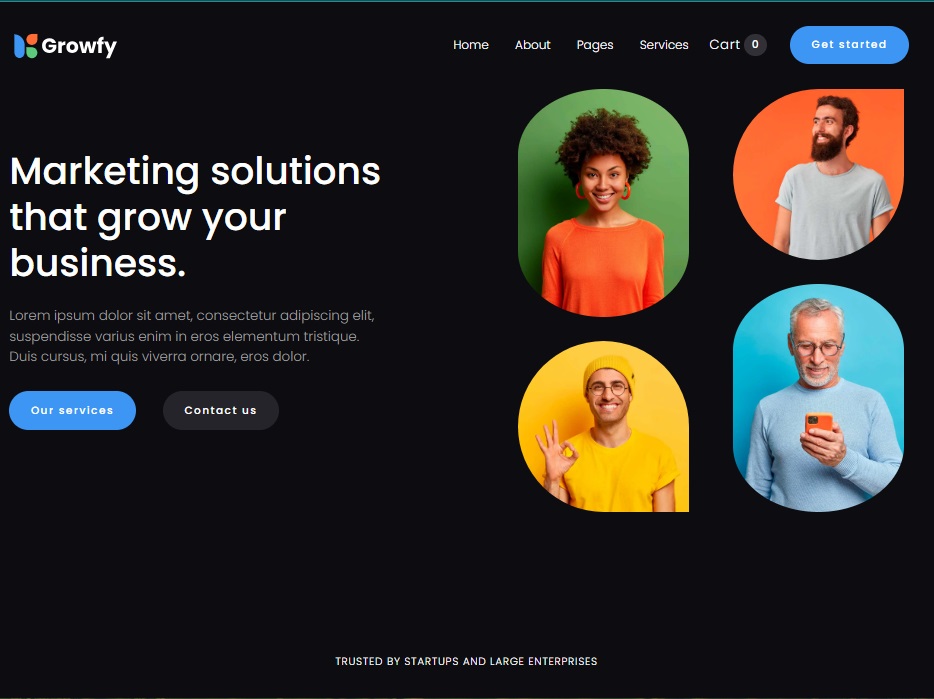 Growfy
Home About Pages Services Cart 0 Get started
Marketing solutions
that grow your
business.
Lorem ipsum dolor sit amet, consectetur adipiscing elit,
suspendisse varius enim in eros elementum tristique.
Duis cursus, mi quis viverra ornare, eros dolor.
Our services Contact us
TRUSTED BY STARTUPS AND LARGE ENTERPRISES